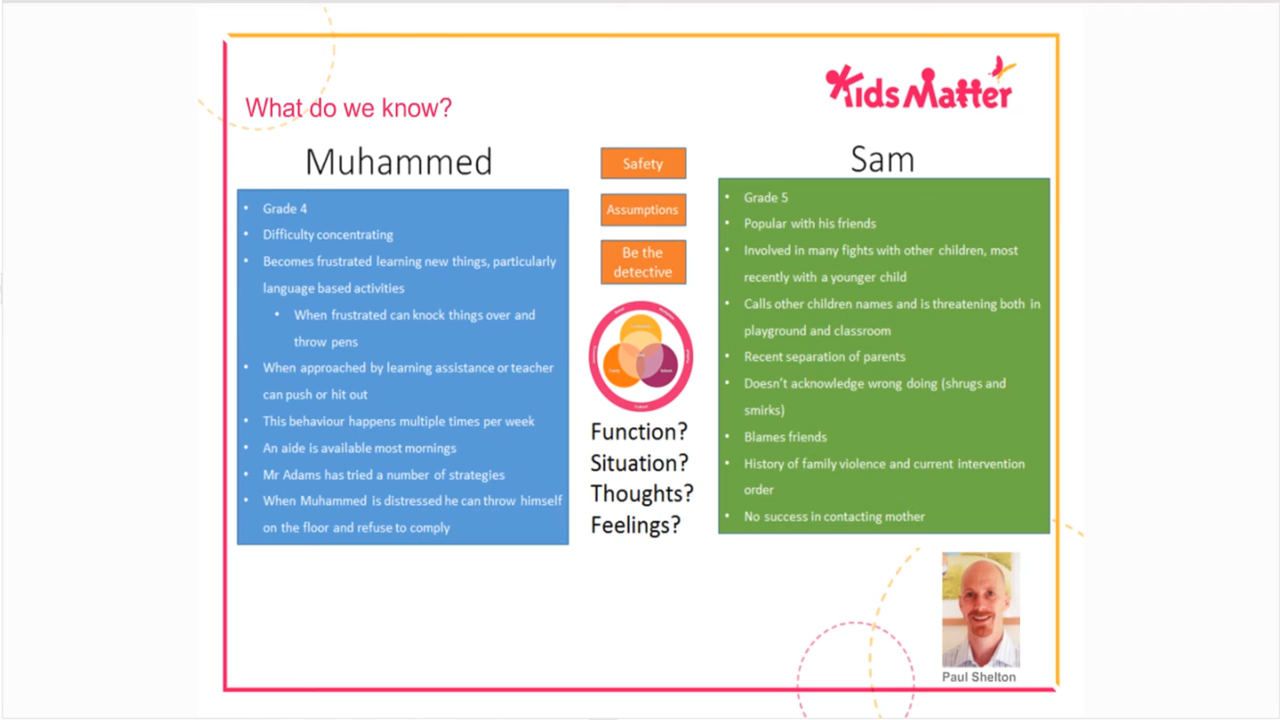 KidsMatter
What do we know?
Muhammed
Grade 4
Difficulty concentrating
Becomes frustrated learning new things, particularly
language based activities
When frustrated can knock things over and
throw pens
When approached by learning assistance or teacher
can push or hit out
This behaviour happens multiple times per week
An aide is available most mornings
Mr Adams has tried a number of strategies
When Muhammed is distressed he can throw himself
on the floor and refuse to comply
Safety
Assumptions
Be the
detective
Function?
Situation?
Thoughts?
Feelings?
Sam
Grade 5
Popular with his friends
Involved in many fights with other children, most
recently with a younger child
Calls other children names and is threatening both in
playground and classroom
Recent separation of parents
Doesn't acknowledge wrong doing (shrugs and
smirks)
Blames friends
History of family violence and current intervention
order
No success in contacting mother
Paul Shelton